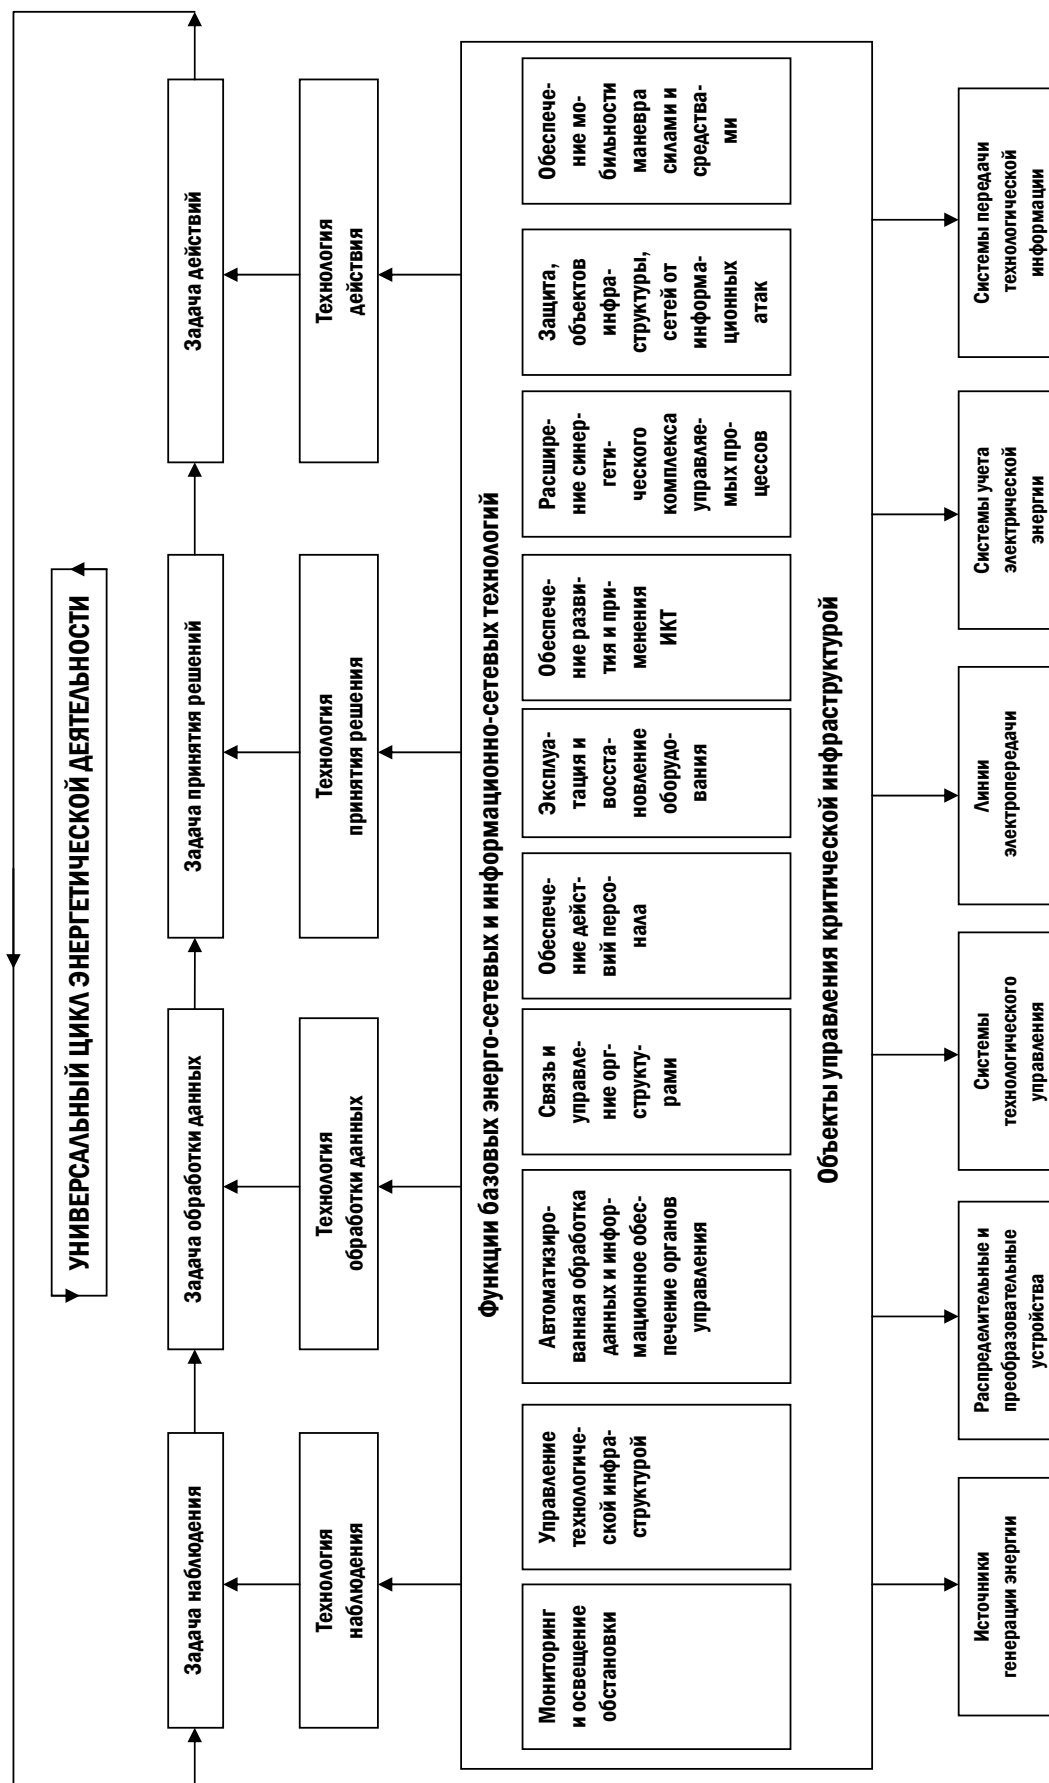 УНИВЕРСАЛЬНЫЙ ЦИКЛ ЭНЕРГЕТИЧЕСКОЙ ДЕЯТЕЛЬНОСТИ
Задача наблюдения
Задача обработки данных
Задача принятия решений
Задача действий
Технология
наблюдения
Технология
обработки данных
Технология
принятия решения
Технология
действия
Функции базовых энерго-сетевых и информационно-сетевых технологий
Мониторинг
и освещение
обстановки
Управление
технологиче-
ской инфра-
структурой
Автоматизиро-
ванная обработка
данных и инфор-
мационное обес-
печение органов
управления
Связь и
управле-
ние орг-
структу-
рами
Обеспече-
ние дейст-
вий персо-
нала
Эксплуа-
тация и
восста-
новление
оборудо-
вания
Обеспече-
ние разви-
тия и при-
менения
ИКТ
Расшире-
ние синер-
гети-
ческого
комплекса
управляе-
мых про-
цессов
Защита,
объектов
инфра-
структуры,
сетей от
информа-
ционных
атак
Обеспече-
ние мо-
бильности
маневра
силами и
средства-
ми
Объекты управления критической инфраструктурой
Источники
генерации энергии
Распределительные и
преобразовательные
устройства
Системы
технологического
управления
Линии
электропередачи
Системы учета
электрической
энергии
Системы передачи
технологической
информации